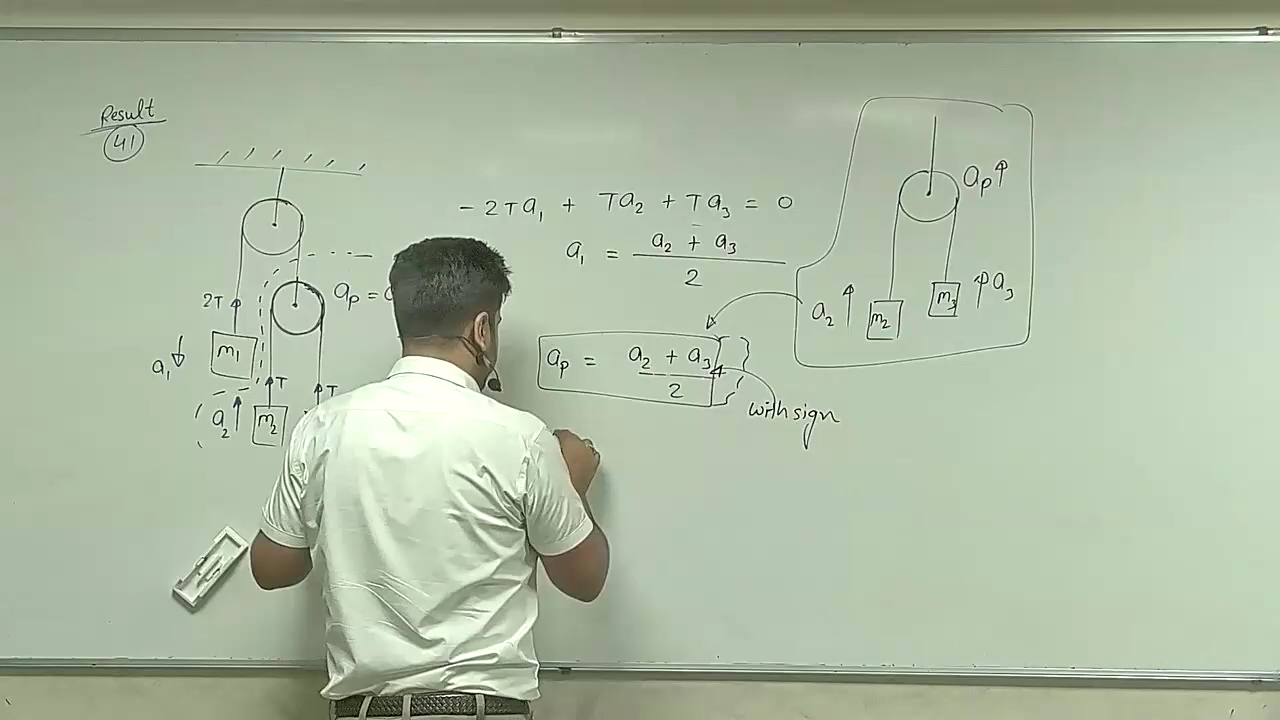 Result
41
2T
a₁
m₁
T
a₂
m₂
T
aₚ =
- 2Ta₁ + Ta₂ + Ta₃ = 0
a₁ = (a₂ + a₃)/2
aₚ = (a₂ + a₃)/2
with sign
aₚ
a₂
m₂
m₃
a₃